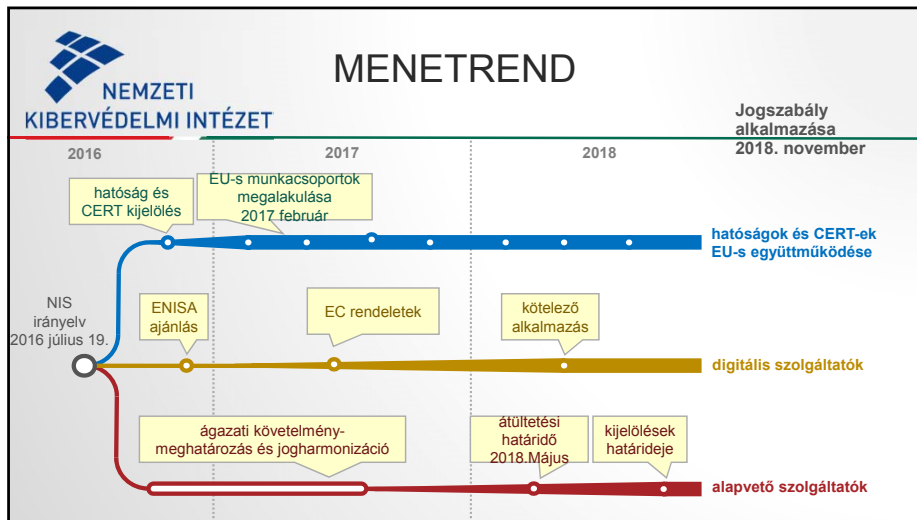 NEMZETI
KIBERVÉDELMI INTÉZET
MENETREND
Jogszabály
alkalmazása
2018. november
2016
2017
2018
hatóság és
CERT kijelölés
EU-s munkacsoportok
megalakulása
2017 február
hatóságok és CERT-ek
EU-s együttműködése
NIS
irányelv
2016 július 19.
ENISA
ajánlás
EC rendeletek
kötelező
alkalmazás
digitális szolgáltatók
ágazati követelmény-
meghatározás és jogharmonizáció
átültetési
határidő
2018.Május
kijelölések
határideje
alapvető szolgáltatók